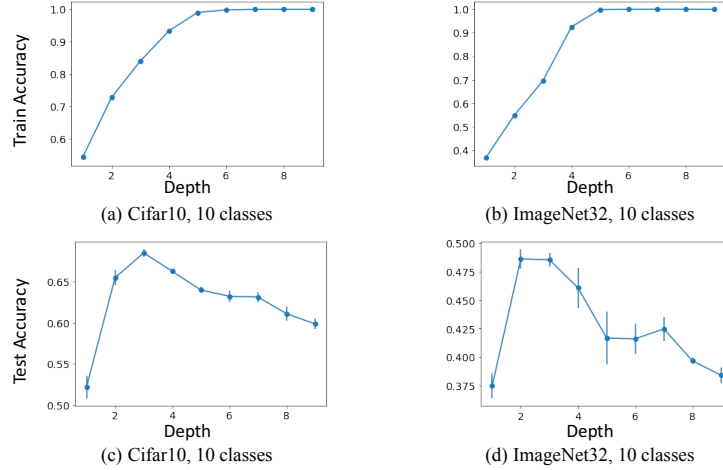 1.0
0.9
0.8
0.7
0.6
Train Accuracy
2 4 6 8
Depth
(a) Cifar10, 10 classes
1.0
0.9
0.8
0.7
0.6
0.5
0.4
2 4 6 8
Depth
(b) ImageNet32, 10 classes
0.65
0.60
0.55
0.50
Test Accuracy
2 4 6 8
Depth
(c) Cifar10, 10 classes
0.500
0.475
0.450
0.425
0.400
0.375
2 4 6 8
Depth
(d) ImageNet32, 10 classes